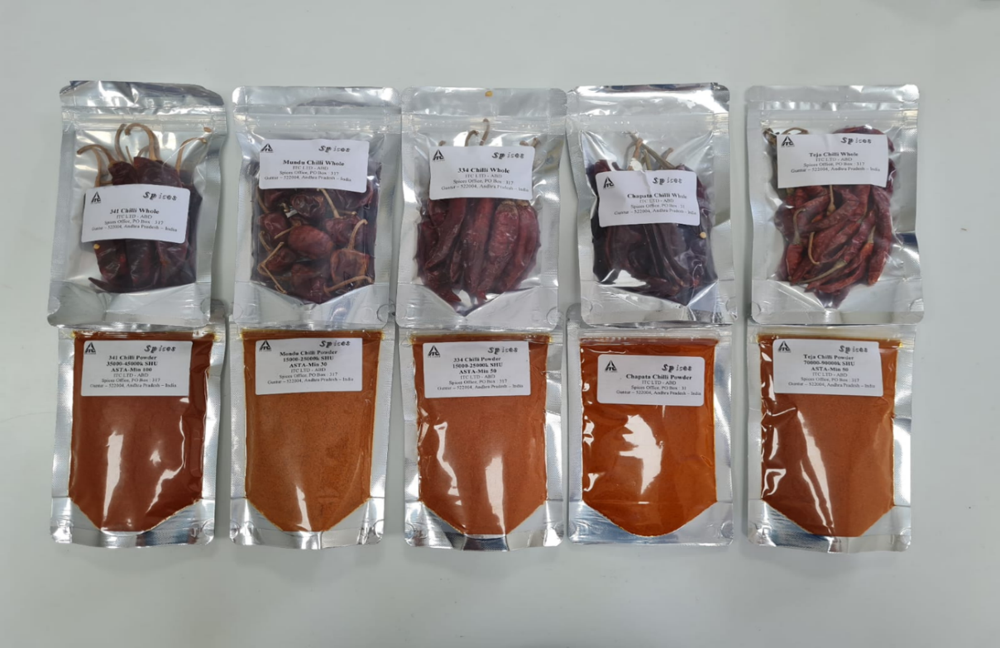 ITC Spices
341 Chilli Whole
ITC LTD - ABD
Spices Office, PO Box : 317
Guntur – 522004, Andhra Pradesh – India
ITC Spices
Mundu Chilli Whole
ITC LTD - ABD
Spices Office, PO Box : 317
Guntur – 522004, Andhra Pradesh – India
ITC Spices
334 Chilli Whole
ITC LTD - ABD
Spices Office, PO Box : 317
Guntur – 522004, Andhra Pradesh – India
ITC Spices
Chapata Chilli Whole
ITC LTD - ABD
Spices Office, PO Box : 31
Guntur – 522004, Andhra Pradesh – India
ITC Spices
Teja Chilli Whole
ITC LTD - ABD
Spices Office, PO Box : 317
Guntur – 522004, Andhra Pradesh – India
ITC Spices
341 Chilli Powder
35000-45000k SHU
ASTA-Min 100
ITC LTD - ABD
Spices Office, PO Box : 317
Guntur – 522004, Andhra Pradesh – India
ITC Spices
Mundu Chilli Powder
15000-25000k SHU
ASTA-Min 30
ITC LTD - ABD
Spices Office, PO Box : 317
Guntur – 522004, Andhra Pradesh – India
ITC Spices
334 Chilli Powder
15000-25000k SHU
ASTA-Min 50
ITC LTD - ABD
Spices Office, PO Box : 317
Guntur – 522004, Andhra Pradesh – India
ITC Spices
Chapata Chilli Powder
ITC LTD - ABD
Spices Office, PO Box : 31
Guntur – 522004, Andhra Pradesh – India
ITC Spices
Teja Chilli Powder
70000-90000k SHU
ASTA-Min 50
ITC LTD - ABD
Spices Office, PO Box : 317
Guntur – 522004, Andhra Pradesh – India